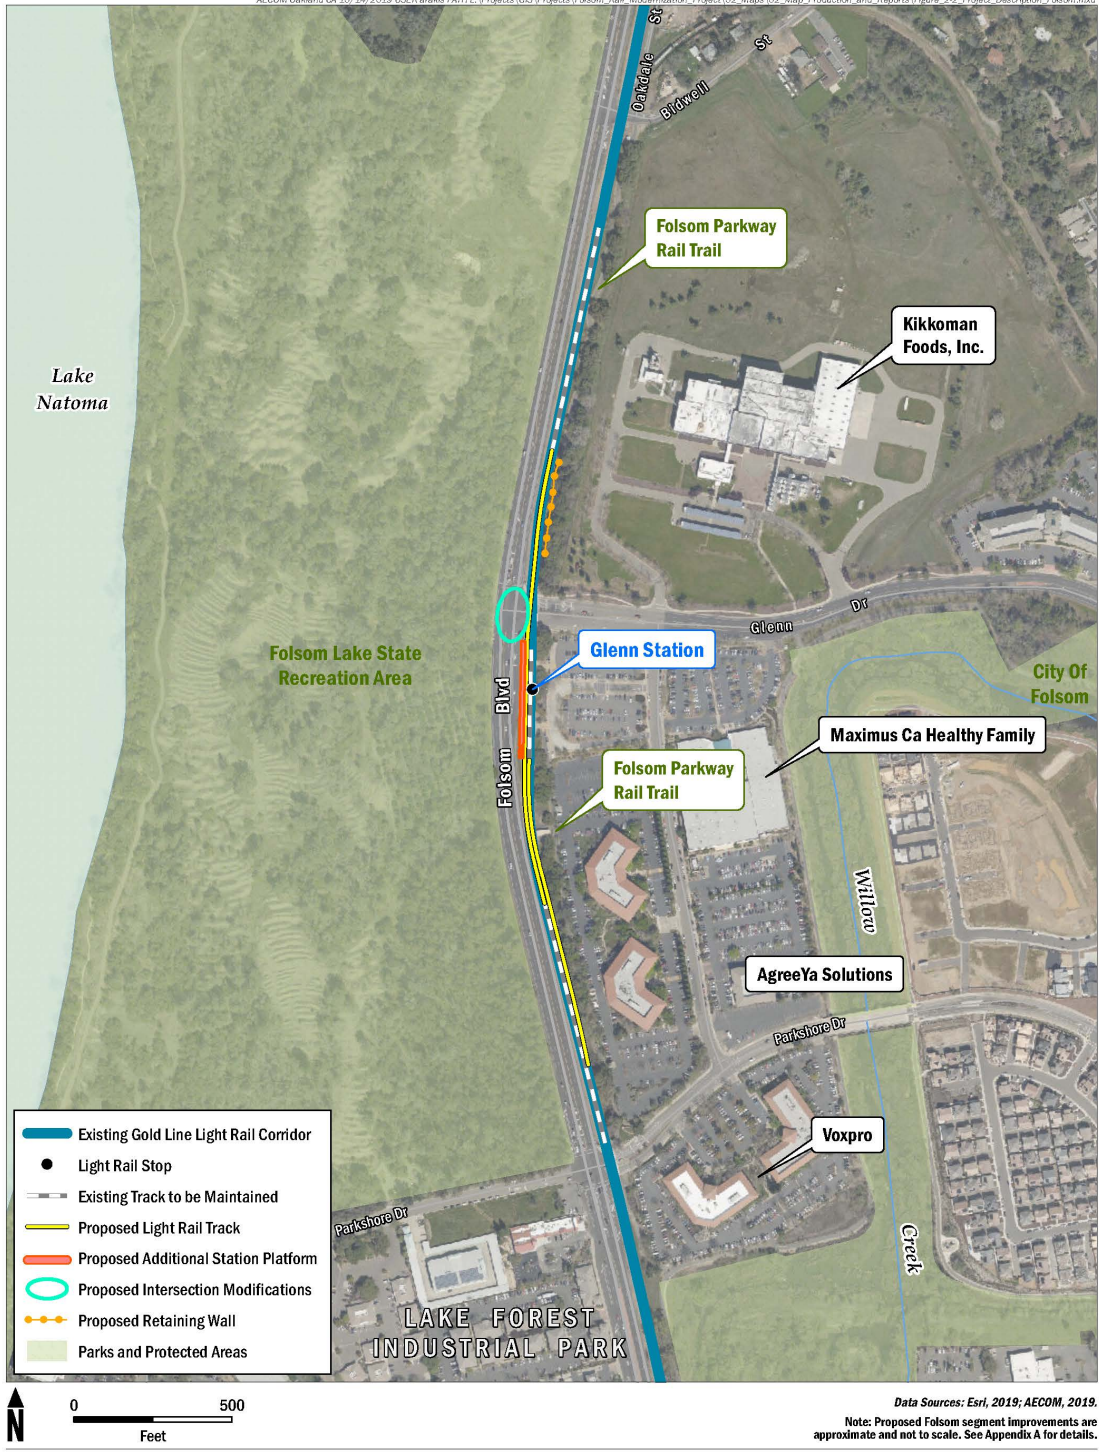 St
Oakdale
St
Bidwell
Folsom Parkway
Rail Trail
Kikkoman
Foods, Inc.
Lake
Natoma
Dr
Glenn
Folsom Lake State
Recreation Area
Glenn Station
City Of
Folsom
Blvd
Folsom
Maximus Ca Healthy Family
Folsom Parkway
Rail Trail
Willow
AgreeYa Solutions
Parkshore Dr
Voxpro
Parkshore Dr
Creek
LAKE FOREST
INDUSTRIAL PARK
Existing Gold Line Light Rail Corridor
Light Rail Stop
Existing Track to be Maintained
Proposed Light Rail Track
Proposed Additional Station Platform
Proposed Intersection Modifications
Proposed Retaining Wall
Parks and Protected Areas
N
0 500
Feet
Data Sources: Esri, 2019; AECOM, 2019.
Note: Proposed Folsom segment improvements are
approximate and not to scale. See Appendix A for details.